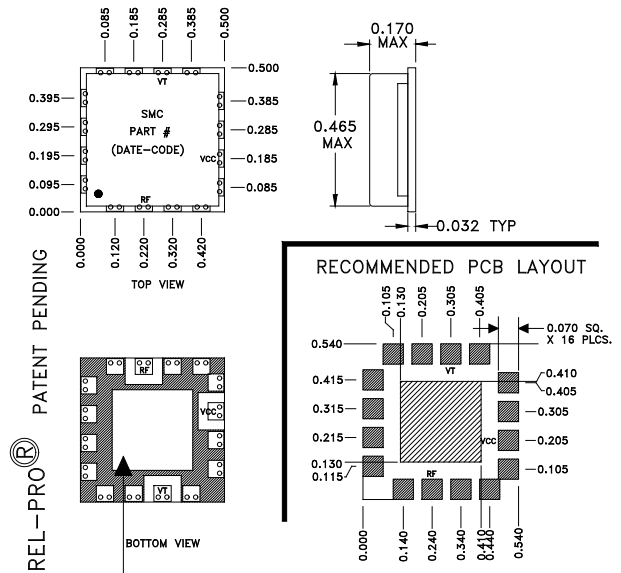 0.085 0.185 0.285 0.385 0.500
0.500
VT
0.395 0.385
SMC
PART #
(DATE-CODE)
0.295 0.285
0.195 VCC 0.185
0.095 0.085
RF
0.000
0.000 0.120 0.220 0.320 0.420
TOP VIEW
0.170
MAX
0.465
MAX
0.032 TYP
REL-PRO® PATENT PENDING
RF
VCC
VT
BOTTOM VIEW
RECOMMENDED PCB LAYOUT
0.105 0.130 0.205 0.305 0.405
0.070 SQ.
X 16 PLCS.
0.540
VT
0.415 0.410
0.405
0.315 0.305
0.215 VCC 0.205
0.130
0.115 0.105
RF
0.000 0.140 0.240 0.340 0.410 0.440 0.540